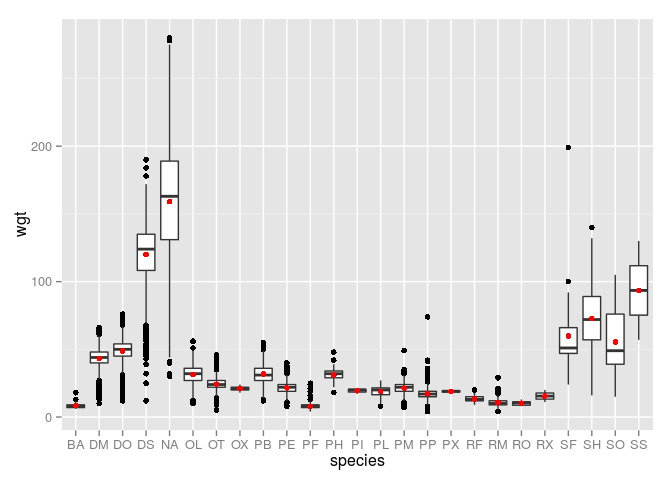 wgt
200
100
0
BA DM DO DS NA OL OT OX PB PE PF PH PI PL PM PP PX RF RM RO RX SF SH SO SS
species